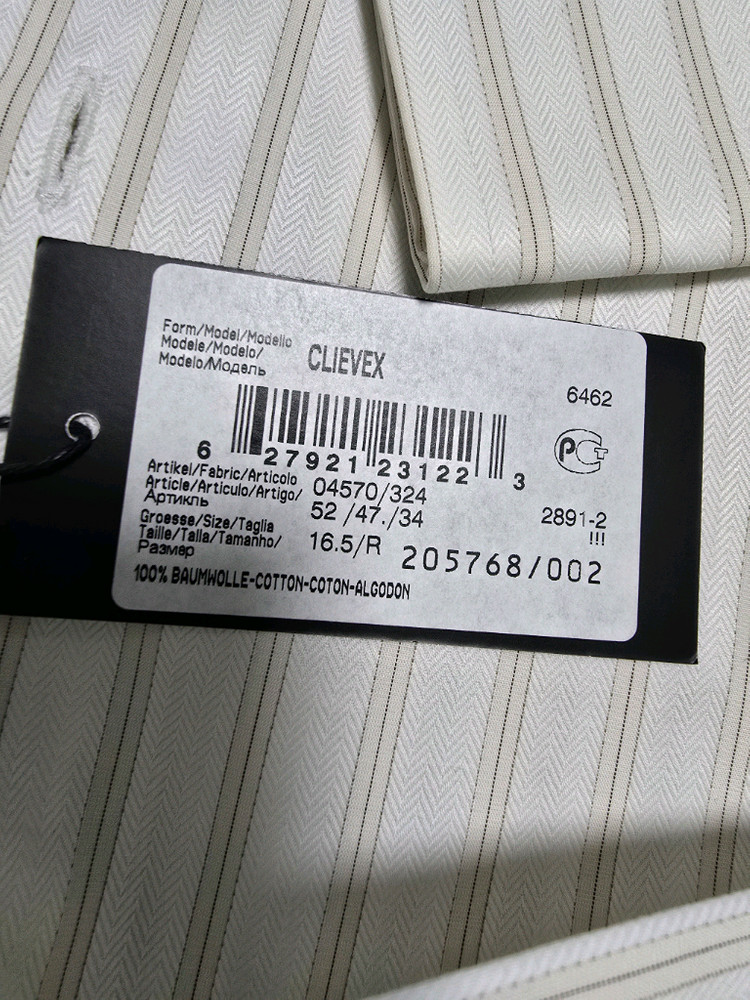 Form/Model/Modello
Modele/Modelo/
Modelo/Модель
CLIEVEX
6462
6 27921 23122 3
PCT
Artikel/Fabric/Articolo
Article/Articulo/Artigo/
Артикль
04570/324
52 /47./34
2891-2
!!!
Groesse/Size/Taglia
Taille/Talla/Tamanho/
Размер
16.5/R
205768/002
100% BAUMWOLLE-COTTON-COTON-ALGODON